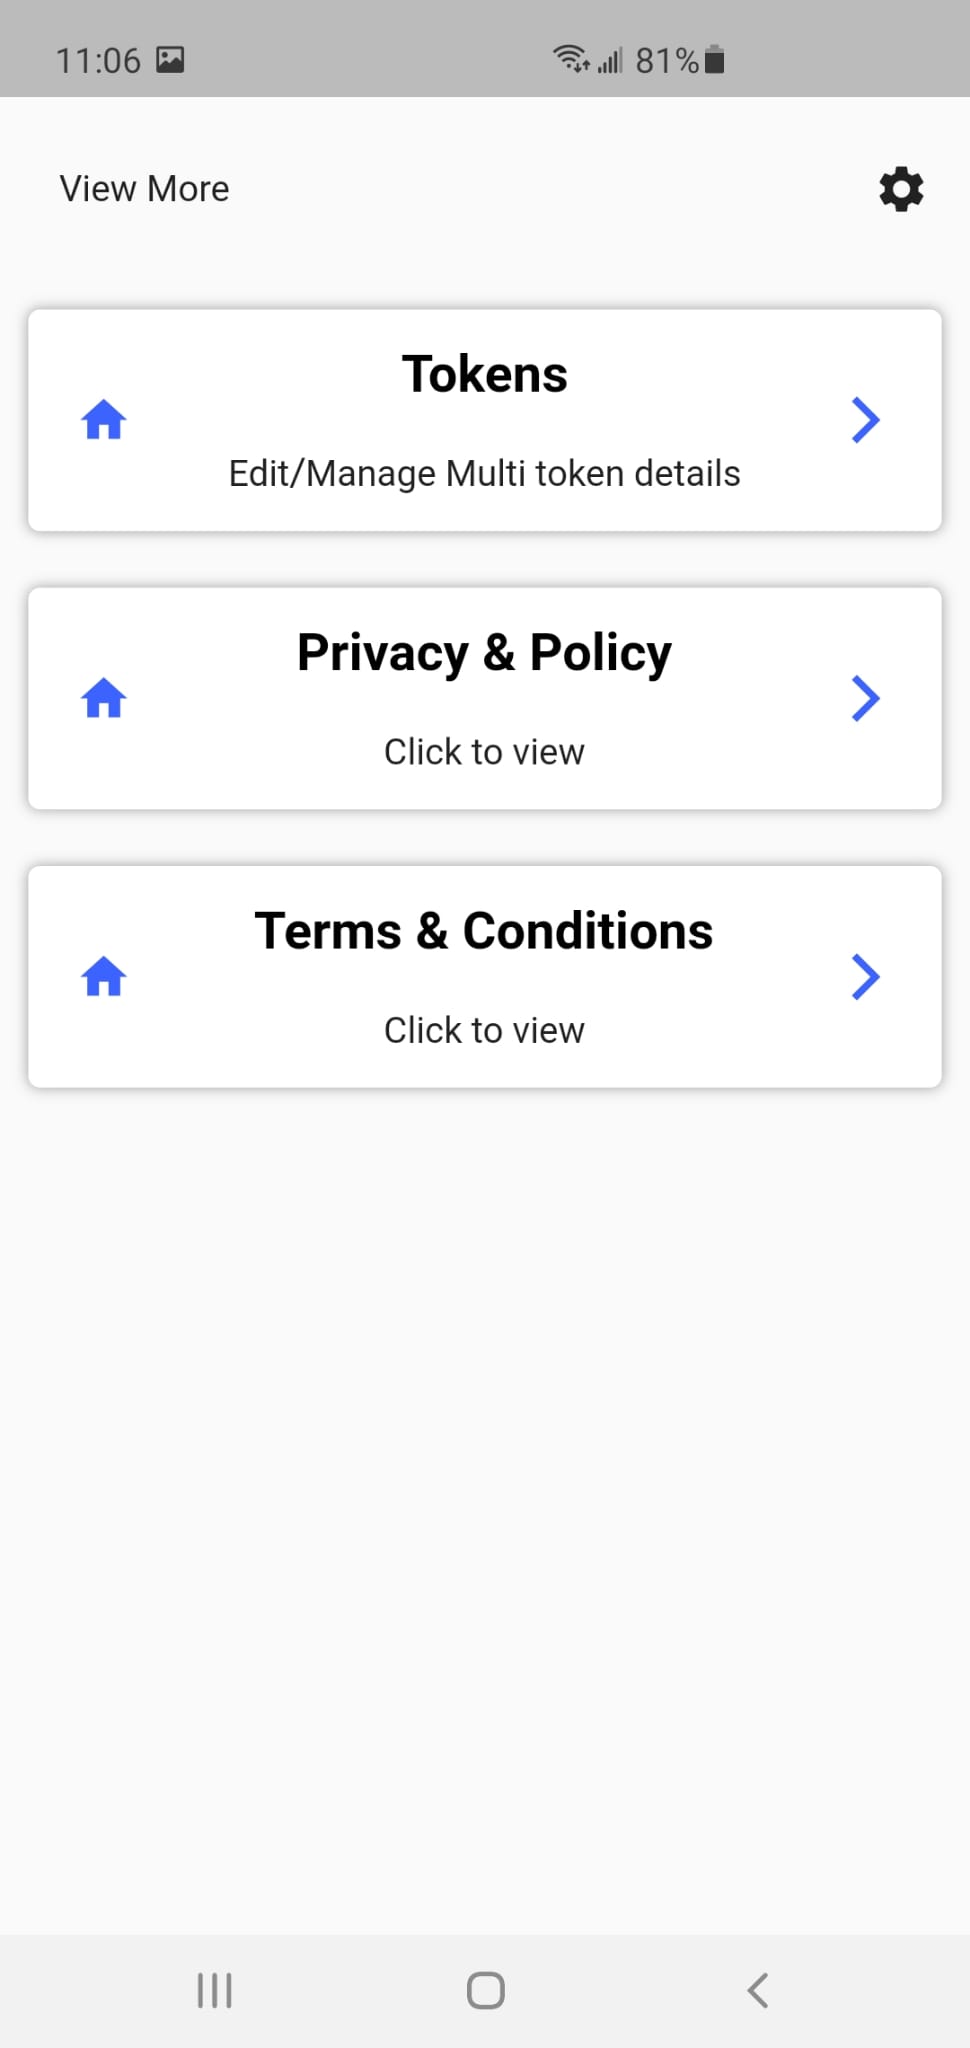 11:06 81%
View More
Tokens
Edit/Manage Multi token details
Privacy & Policy
Click to view
Terms & Conditions
Click to view